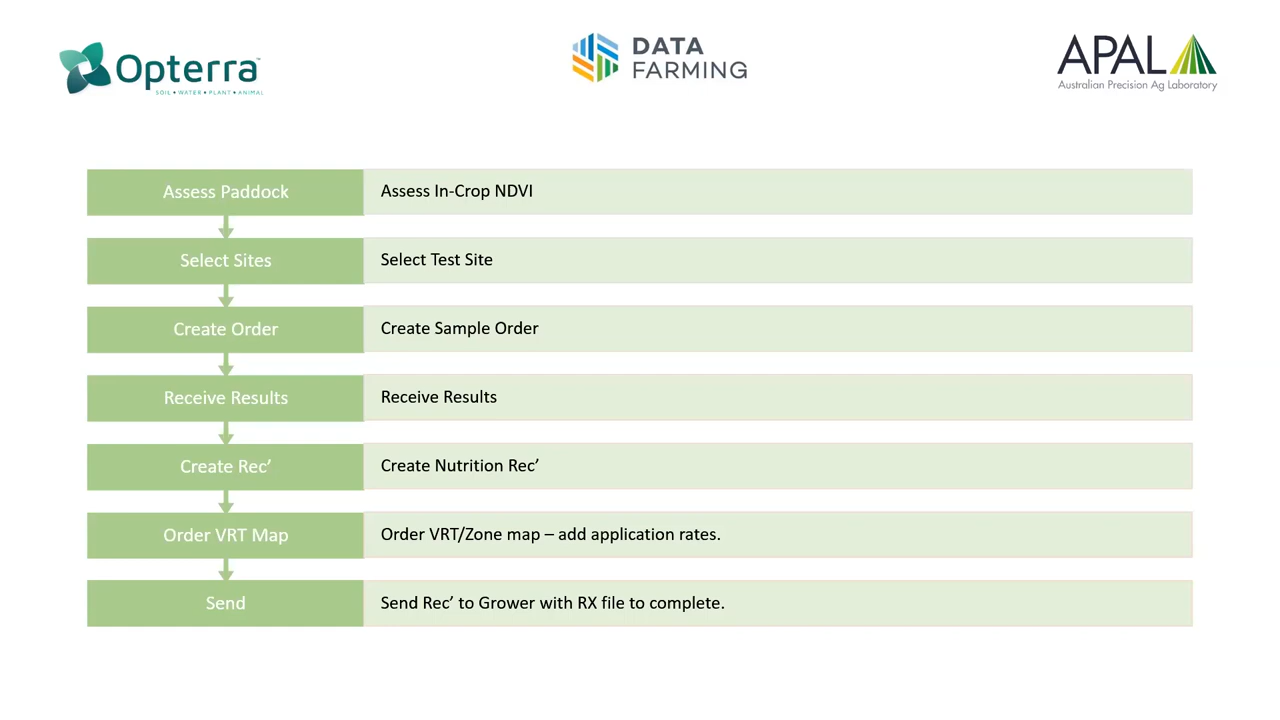 Opterra™
SOIL • WATER • PLANT • ANIMAL
DATA
FARMING
APAL
Australian Precision Ag Laboratory
Assess Paddock
Assess In-Crop NDVI
Select Sites
Select Test Site
Create Order
Create Sample Order
Receive Results
Receive Results
Create Rec’
Create Nutrition Rec’
Order VRT Map
Order VRT/Zone map – add application rates.
Send
Send Rec’ to Grower with RX file to complete.